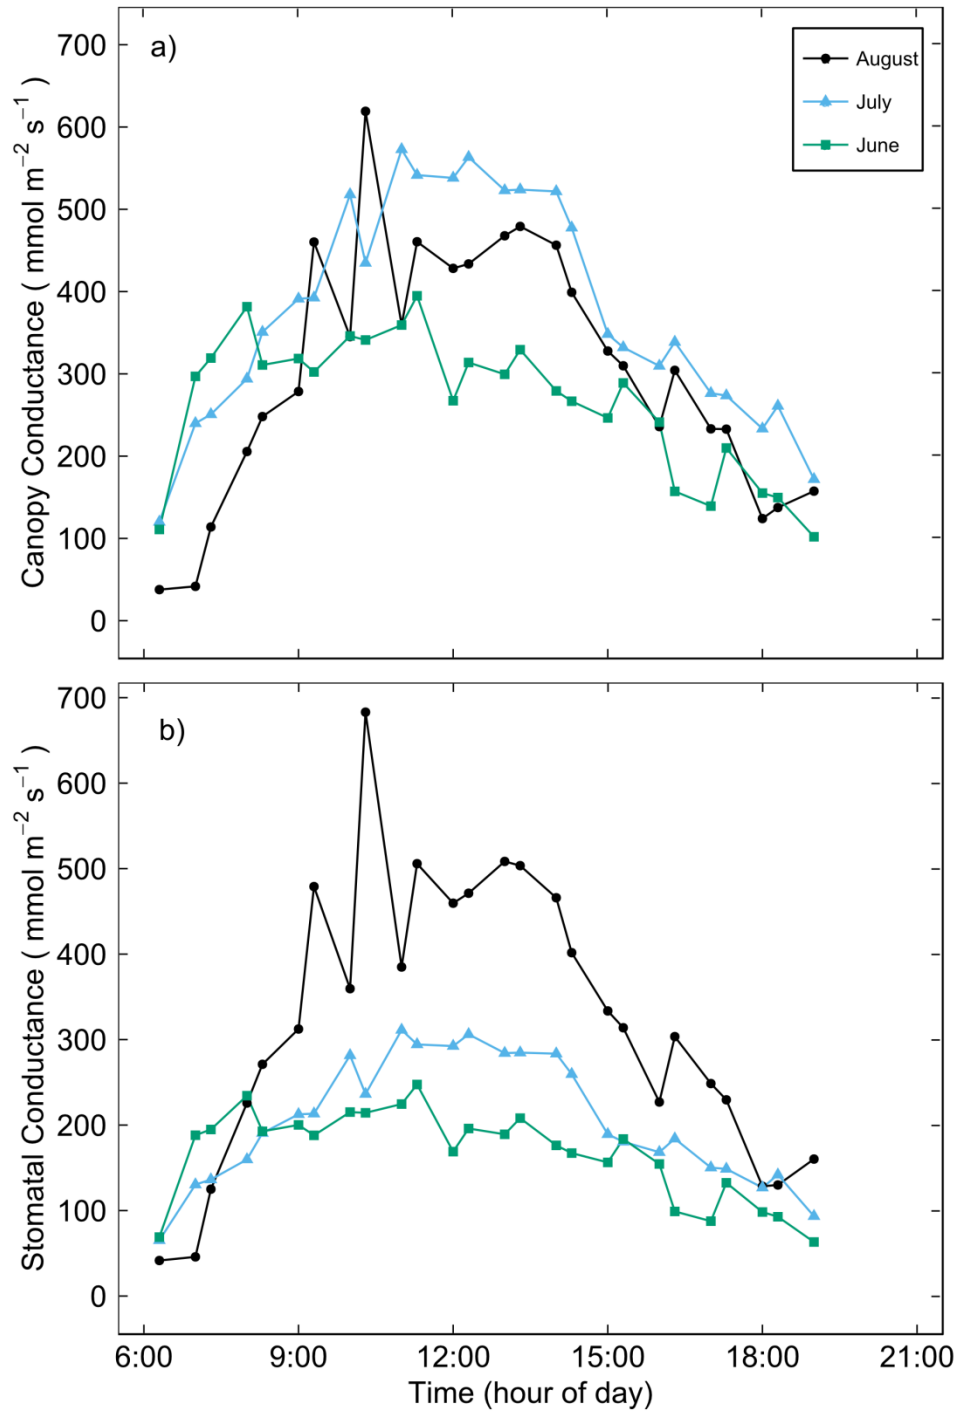 a)
August
July
June
Canopy Conductance ( mmol m⁻² s⁻¹ )
700
600
500
400
300
200
100
0
b)
Stomatal Conductance ( mmol m⁻² s⁻¹ )
700
600
500
400
300
200
100
0
6:00 9:00 12:00 15:00 18:00 21:00
Time (hour of day)